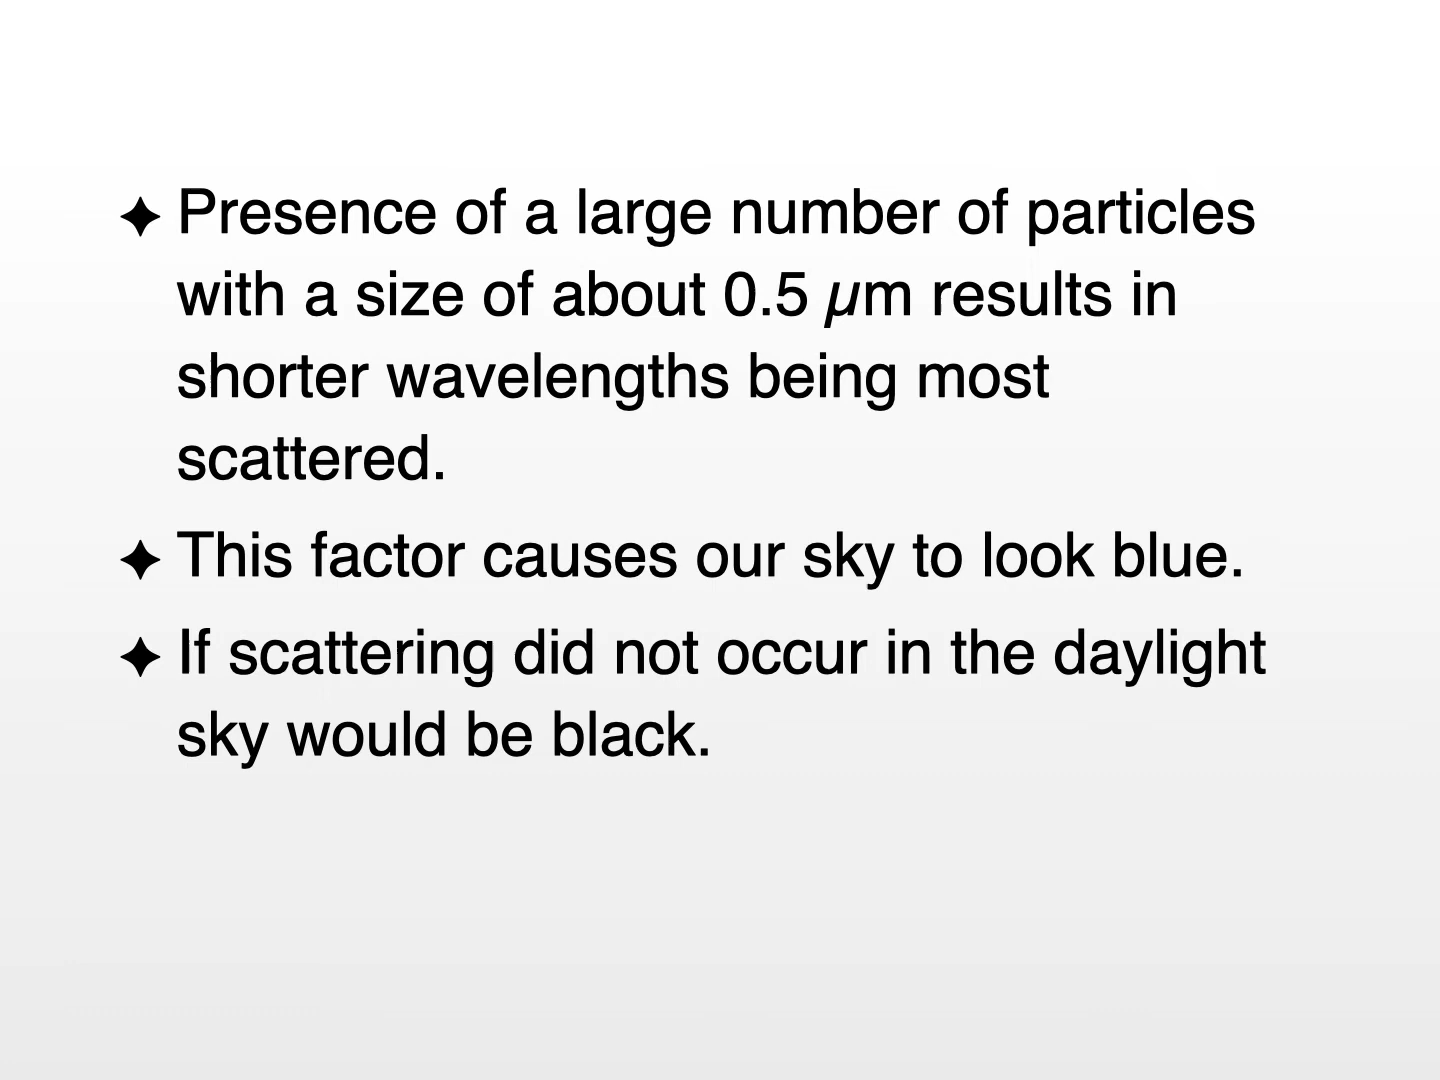 ✦ Presence of a large number of particles
with a size of about 0.5 µm results in
shorter wavelengths being most
scattered.
✦ This factor causes our sky to look blue.
✦ If scattering did not occur in the daylight
sky would be black.